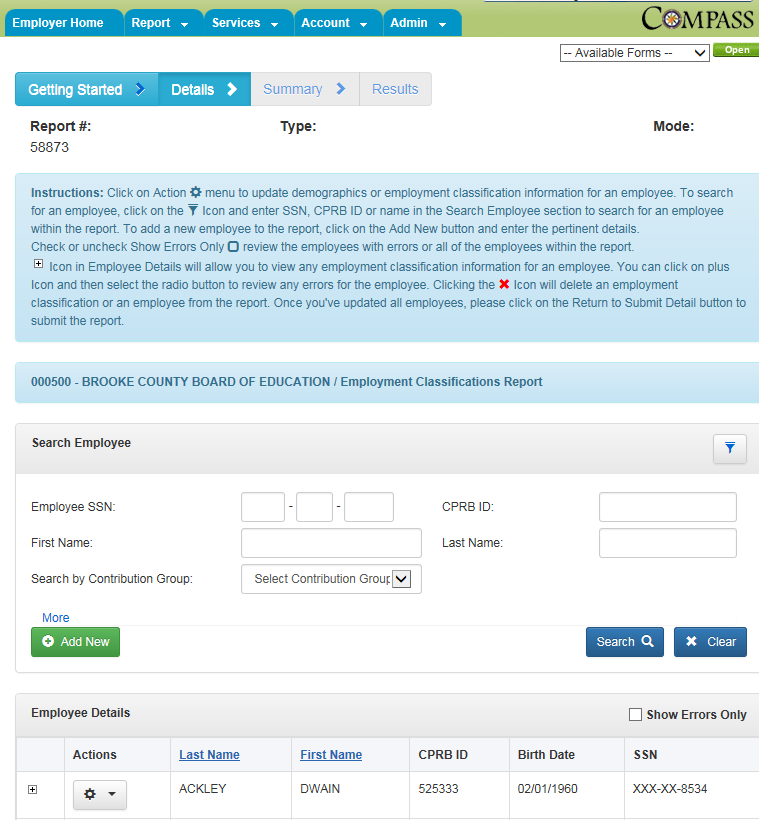 Employer Home Report Services Account Admin COMPASS
-- Available Forms -- Open
Getting Started Details Summary Results
Report #: Type: Mode:
58873
Instructions: Click on Action menu to update demographics or employment classification information for an employee. To search
for an employee, click on the Icon and enter SSN, CPRB ID or name in the Search Employee section to search for an employee
within the report. To add a new employee to the report, click on the Add New button and enter the pertinent details.
Check or uncheck Show Errors Only review the employees with errors or all of the employees within the report.
Icon in Employee Details will allow you to view any employment classification information for an employee. You can click on plus
Icon and then select the radio button to review any errors for the employee. Clicking the Icon will delete an employment
classification or an employee from the report. Once you've updated all employees, please click on the Return to Submit Detail button to
submit the report.
000500 - BROOKE COUNTY BOARD OF EDUCATION / Employment Classifications Report
Search Employee
Employee SSN: - - CPRB ID:
First Name: Last Name:
Search by Contribution Group: Select Contribution Group
More
Add New Search Clear
Employee Details Show Errors Only
Actions Last Name First Name CPRB ID Birth Date SSN
ACKLEY DWAIN 525333 02/01/1960 XXX-XX-8534